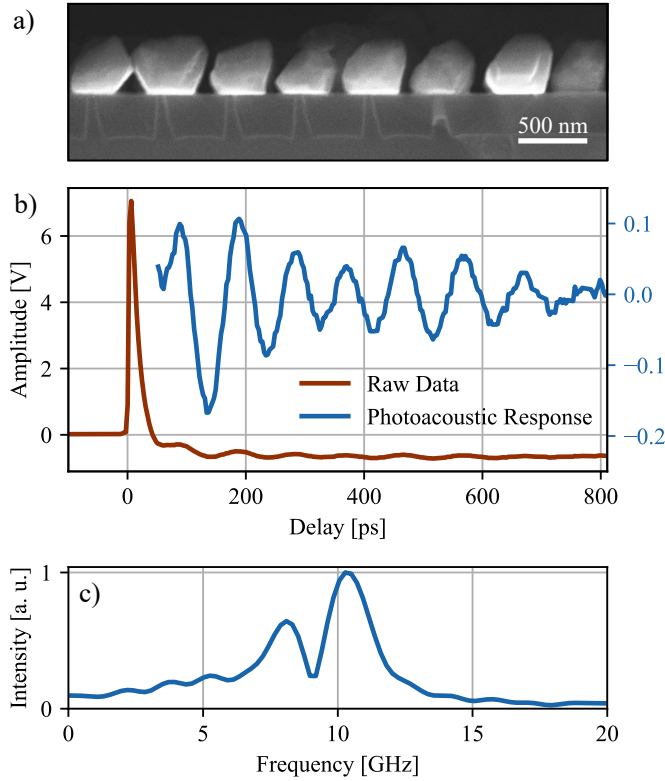 a)
500 nm
b)
Amplitude [V]
6
4
2
0
0.1
0.0
−0.1
−0.2
Raw Data
Photoacoustic Response
0 200 400 600 800
Delay [ps]
c)
Intensity [a. u.]
1
0
0 5 10 15 20
Frequency [GHz]